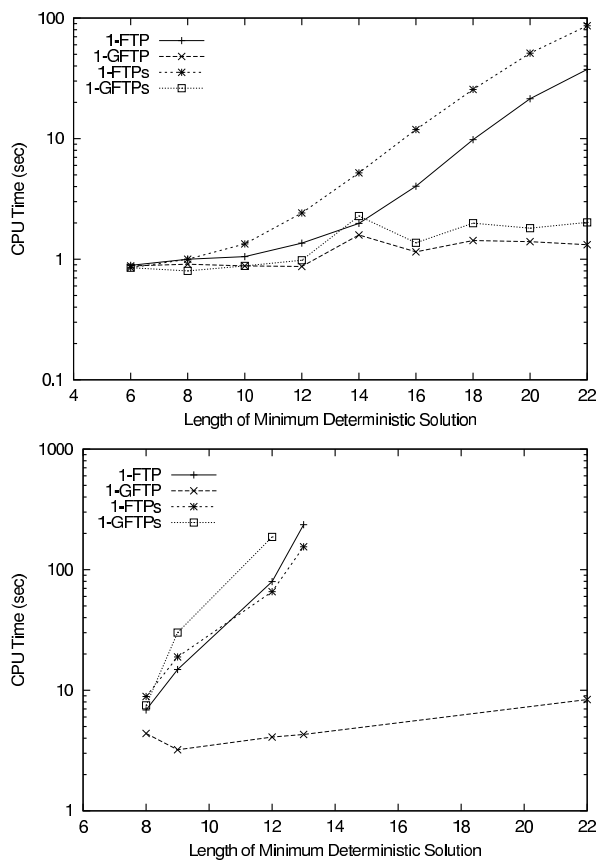 100
10
1
0.1
CPU Time (sec)
1-FTP
1-GFTP
1-FTPs
1-GFTPs
4 6 8 10 12 14 16 18 20 22
Length of Minimum Deterministic Solution
1000
100
10
1
CPU Time (sec)
1-FTP
1-GFTP
1-FTPs
1-GFTPs
6 8 10 12 14 16 18 20 22
Length of Minimum Deterministic Solution